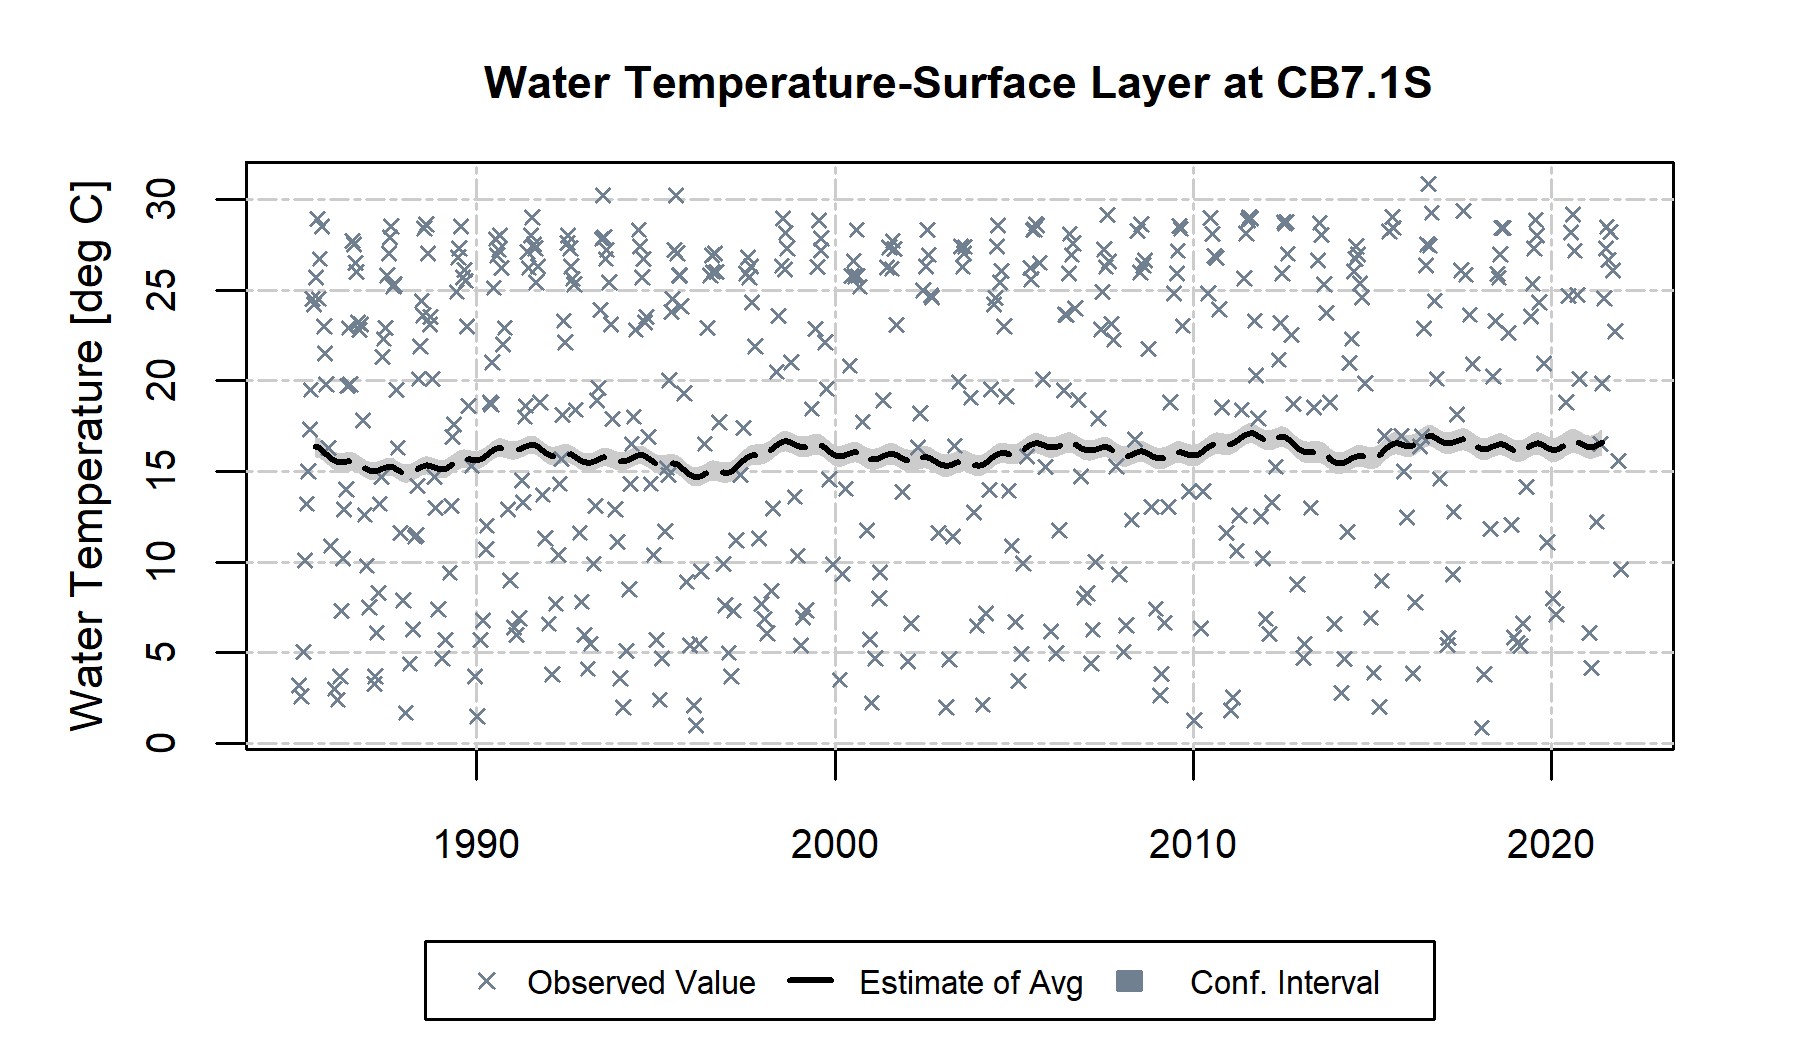 Water Temperature-Surface Layer at CB7.1S
Water Temperature [deg C]
30
25
20
15
10
5
0
1990 2000 2010 2020
Observed Value Estimate of Avg Conf. Interval